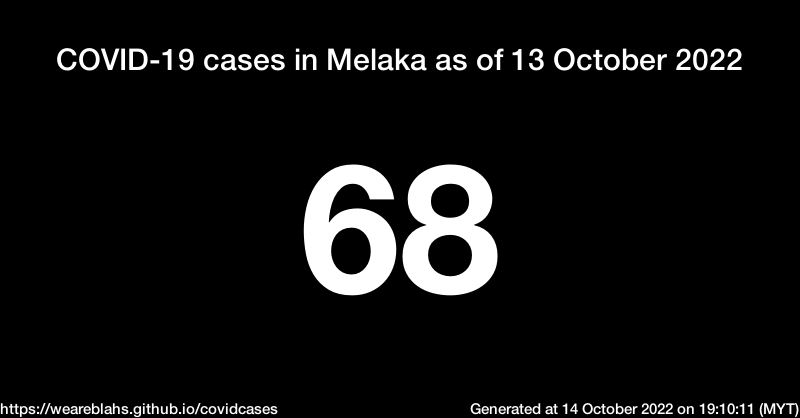 COVID-19 cases in Melaka as of 13 October 2022
68
https://weareblahs.github.io/covidcases
Generated at 14 October 2022 on 19:10:11 (MYT)